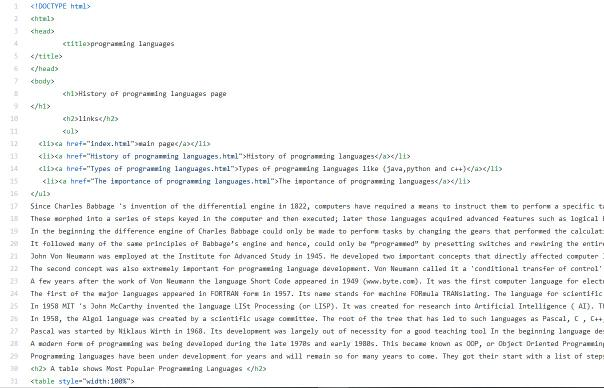 1 <!DOCTYPE html>
2 <html>
3 <head>
4 <title>programming languages
5 </title>
6 </head>
7 <body>
8 <h1>History of programming languages page
9 </h1>
10 <h2>links</h2>
11 <ul>
12 <li><a href="index.html">main page</a></li>
13 <li><a href="History of programming languages.html">History of programming languages</a></li>
14 <li><a href="Types of programming languages.html">Types of programming languages like (java,python and c++)</a></li>
15 <li><a href="The importance of programming languages.html">The importance of programming languages</a></li>
16 </ul>
17 Since Charles Babbage 's invention of the differential engine in 1822, computers have required a means to instruct them to perform a specific ta
18 These morphed into a series of steps keyed in the computer and then executed; later those languages acquired advanced features such as logical b
19 In the beginning the difference engine of Charles Babbage could only be made to perform tasks by changing the gears that performed the calculati
20 It followed many of the same principles of Babbage’s engine and hence, could only be “programmed” by presetting switches and rewiring the entire
21 John Von Neumann was employed at the Institute for Advanced Study in 1945. He developed two important concepts that directly affected computer
22 The second concept was also extremely important for programming language development. Von Neumann called it a 'conditional transfer of control'
23 A few years after the work of Von Neumann the language Short Code appeared in 1949 (www.byte.com). It was the first computer language for electr
24 The first of the major languages appeared in FORTRAN form in 1957. Its name stands for machine FORmula TRANslating. The language for scientific
25 In 1958 MIT 's John McCarthy invented the language LISt Processing (or LISP). It was created for research into Artificial Intelligence ( AI). Th
26 In 1958, the Algol language was created by a scientific usage committee. The root of the tree that has led to such languages as Pascal, C , C++
27 Pascal was started by Niklaus Wirth in 1968. Its development was largely out of necessity for a good teaching tool In the beginning language des
28 A modern form of programming was being developed during the late 1970s and early 1980s. This became known as OOP, or Object Oriented Programming
29 Programming languages have been under development for years and will remain so for many years to come. They got their start with a list of steps
30 <h2> A table shows Most Popular Programming Languages </h2>
31 <table style="width:100%">